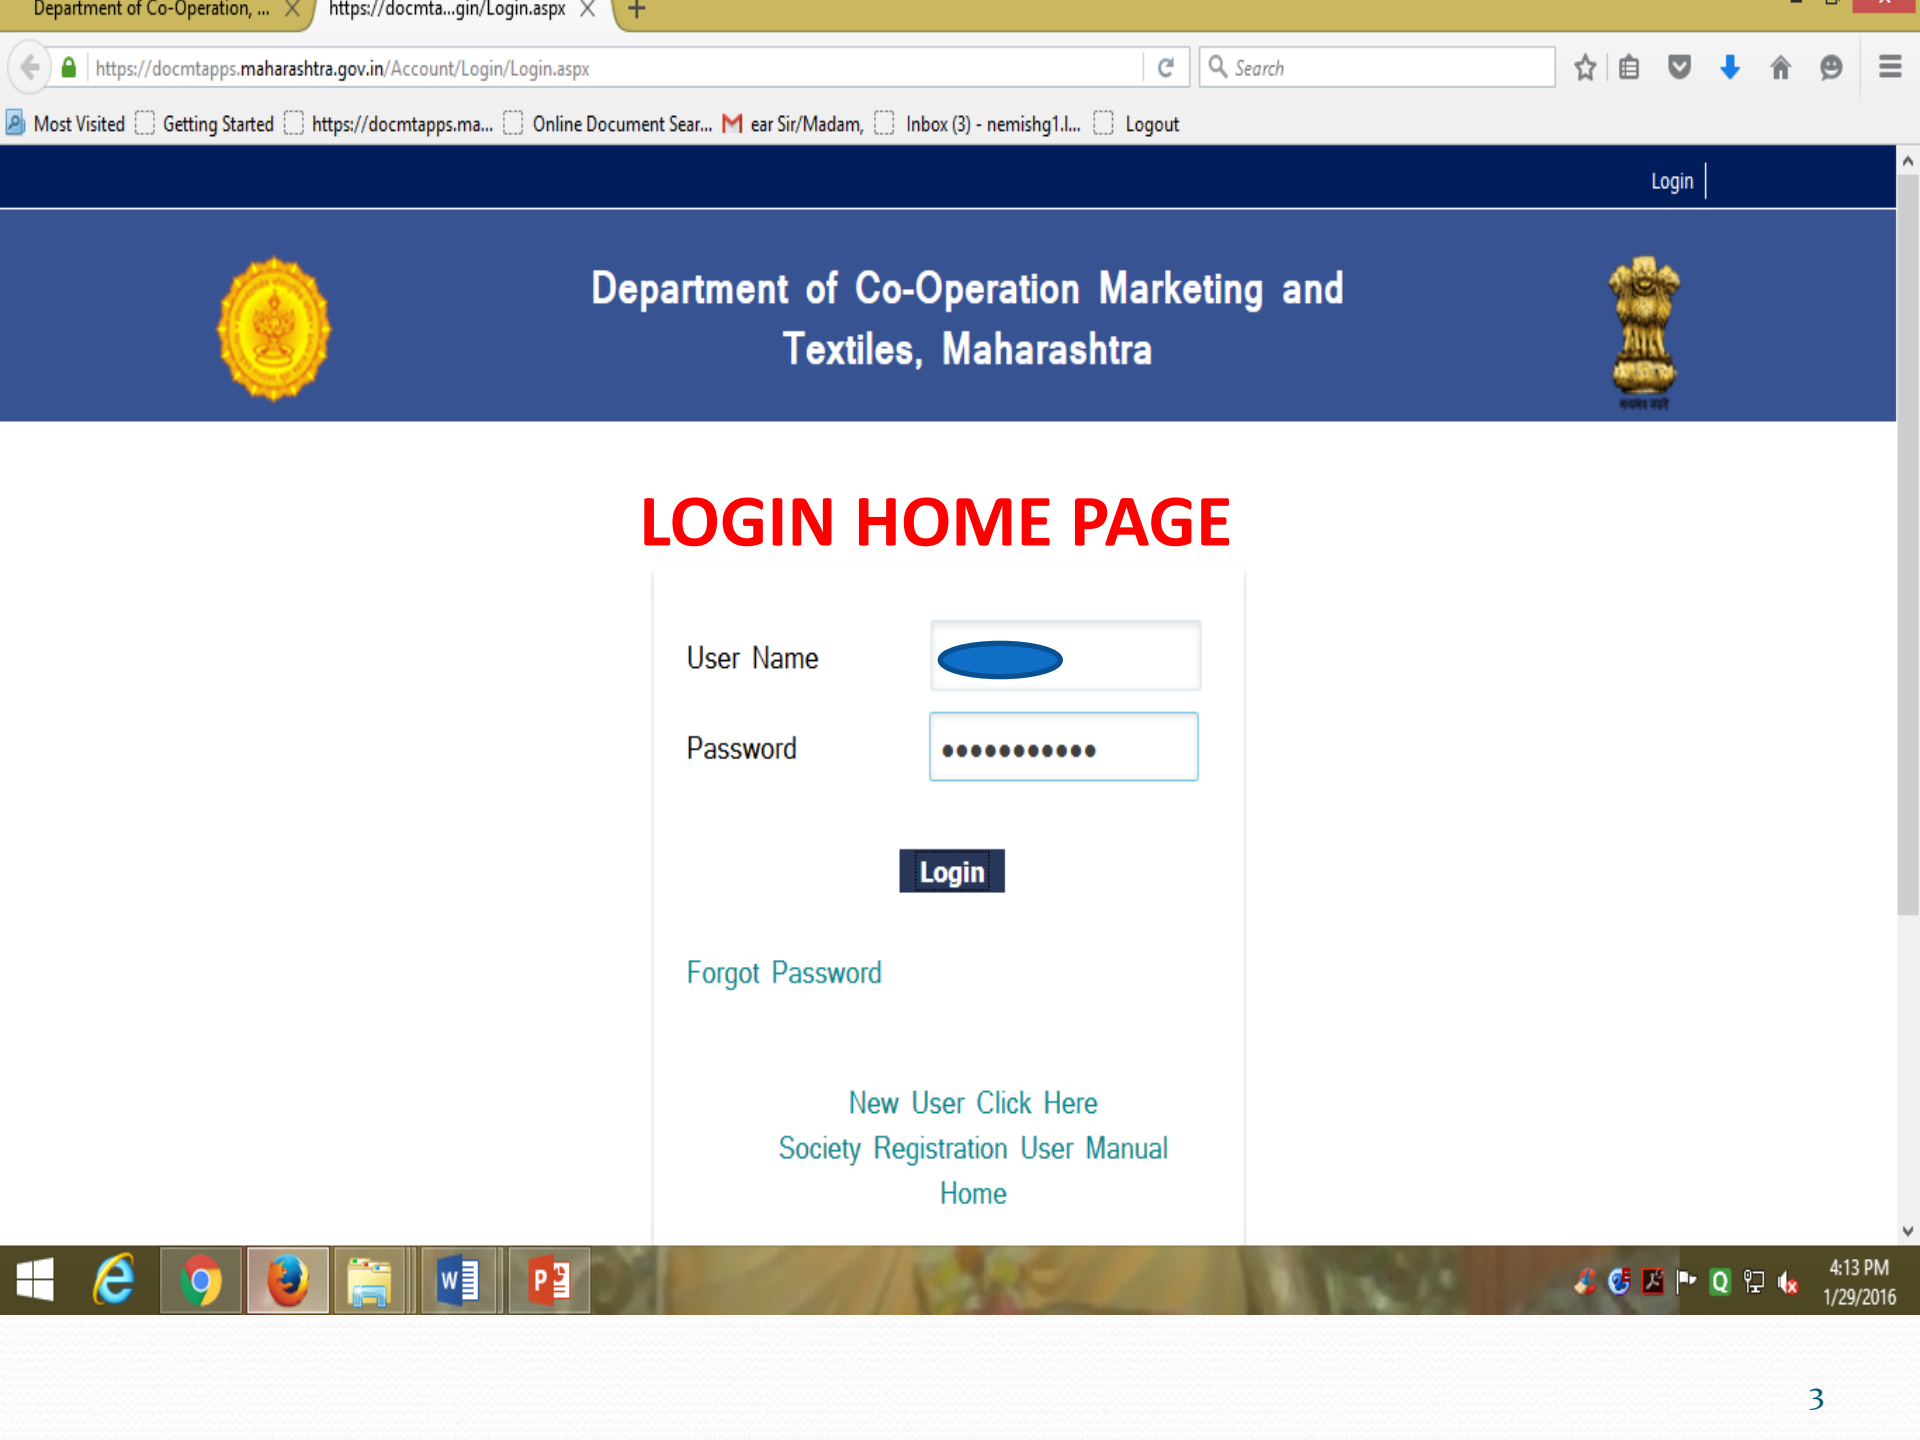 Department of Co-Operation, ...
https://docmta...gin/Login.aspx
https://docmtapps.maharashtra.gov.in/Account/Login/Login.aspx
Search
Most Visited
Getting Started
https://docmtapps.ma...
Online Document Sear...
ear Sir/Madam,
Inbox (3) - nemishg1.l...
Logout
Login
Department of Co-Operation Marketing and
Textiles, Maharashtra
LOGIN HOME PAGE
User Name
Password
Login
Forgot Password
New User Click Here
Society Registration User Manual
Home
4:13 PM
1/29/2016
3